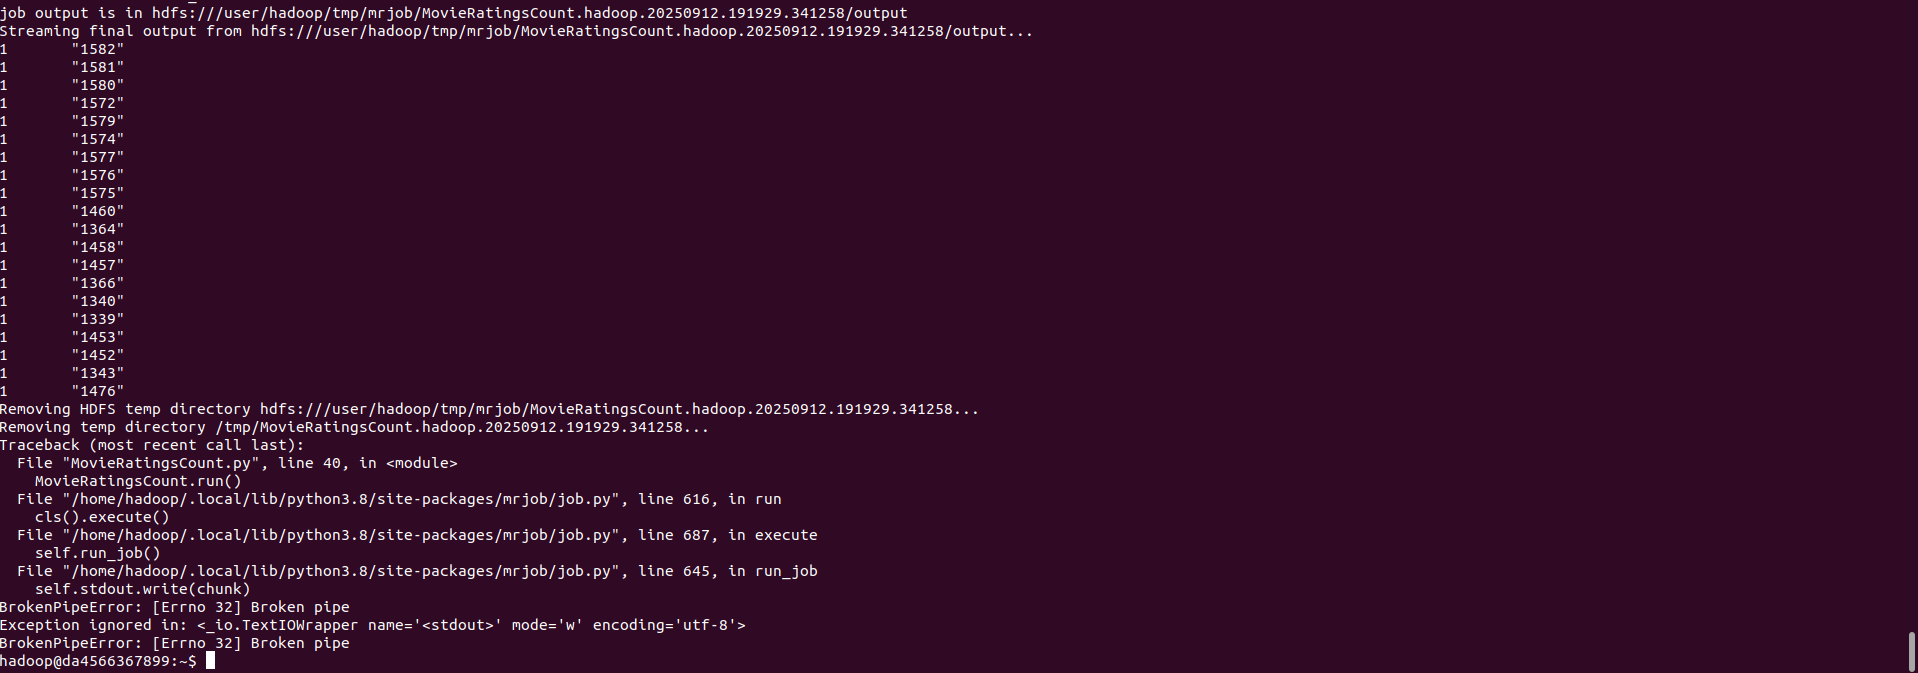 job output is in hdfs:///user/hadoop/tmp/mrjob/MovieRatingsCount.hadoop.20250912.191929.341258/output
Streaming final output from hdfs:///user/hadoop/tmp/mrjob/MovieRatingsCount.hadoop.20250912.191929.341258/output...
1       "1582"
1       "1581"
1       "1580"
1       "1572"
1       "1579"
1       "1574"
1       "1577"
1       "1576"
1       "1575"
1       "1460"
1       "1364"
1       "1458"
1       "1457"
1       "1366"
1       "1340"
1       "1339"
1       "1453"
1       "1452"
1       "1343"
1       "1476"
Removing HDFS temp directory hdfs:///user/hadoop/tmp/mrjob/MovieRatingsCount.hadoop.20250912.191929.341258...
Removing temp directory /tmp/MovieRatingsCount.hadoop.20250912.191929.341258...
Traceback (most recent call last):
  File "MovieRatingsCount.py", line 40, in <module>
    MovieRatingsCount.run()
  File "/home/hadoop/.local/lib/python3.8/site-packages/mrjob/job.py", line 616, in run
    cls().execute()
  File "/home/hadoop/.local/lib/python3.8/site-packages/mrjob/job.py", line 687, in execute
    self.run_job()
  File "/home/hadoop/.local/lib/python3.8/site-packages/mrjob/job.py", line 645, in run_job
    self.stdout.write(chunk)
BrokenPipeError: [Errno 32] Broken pipe
Exception ignored in: <_io.TextIOWrapper name='<stdout>' mode='w' encoding='utf-8'>
BrokenPipeError: [Errno 32] Broken pipe
hadoop@da4566367899:~$